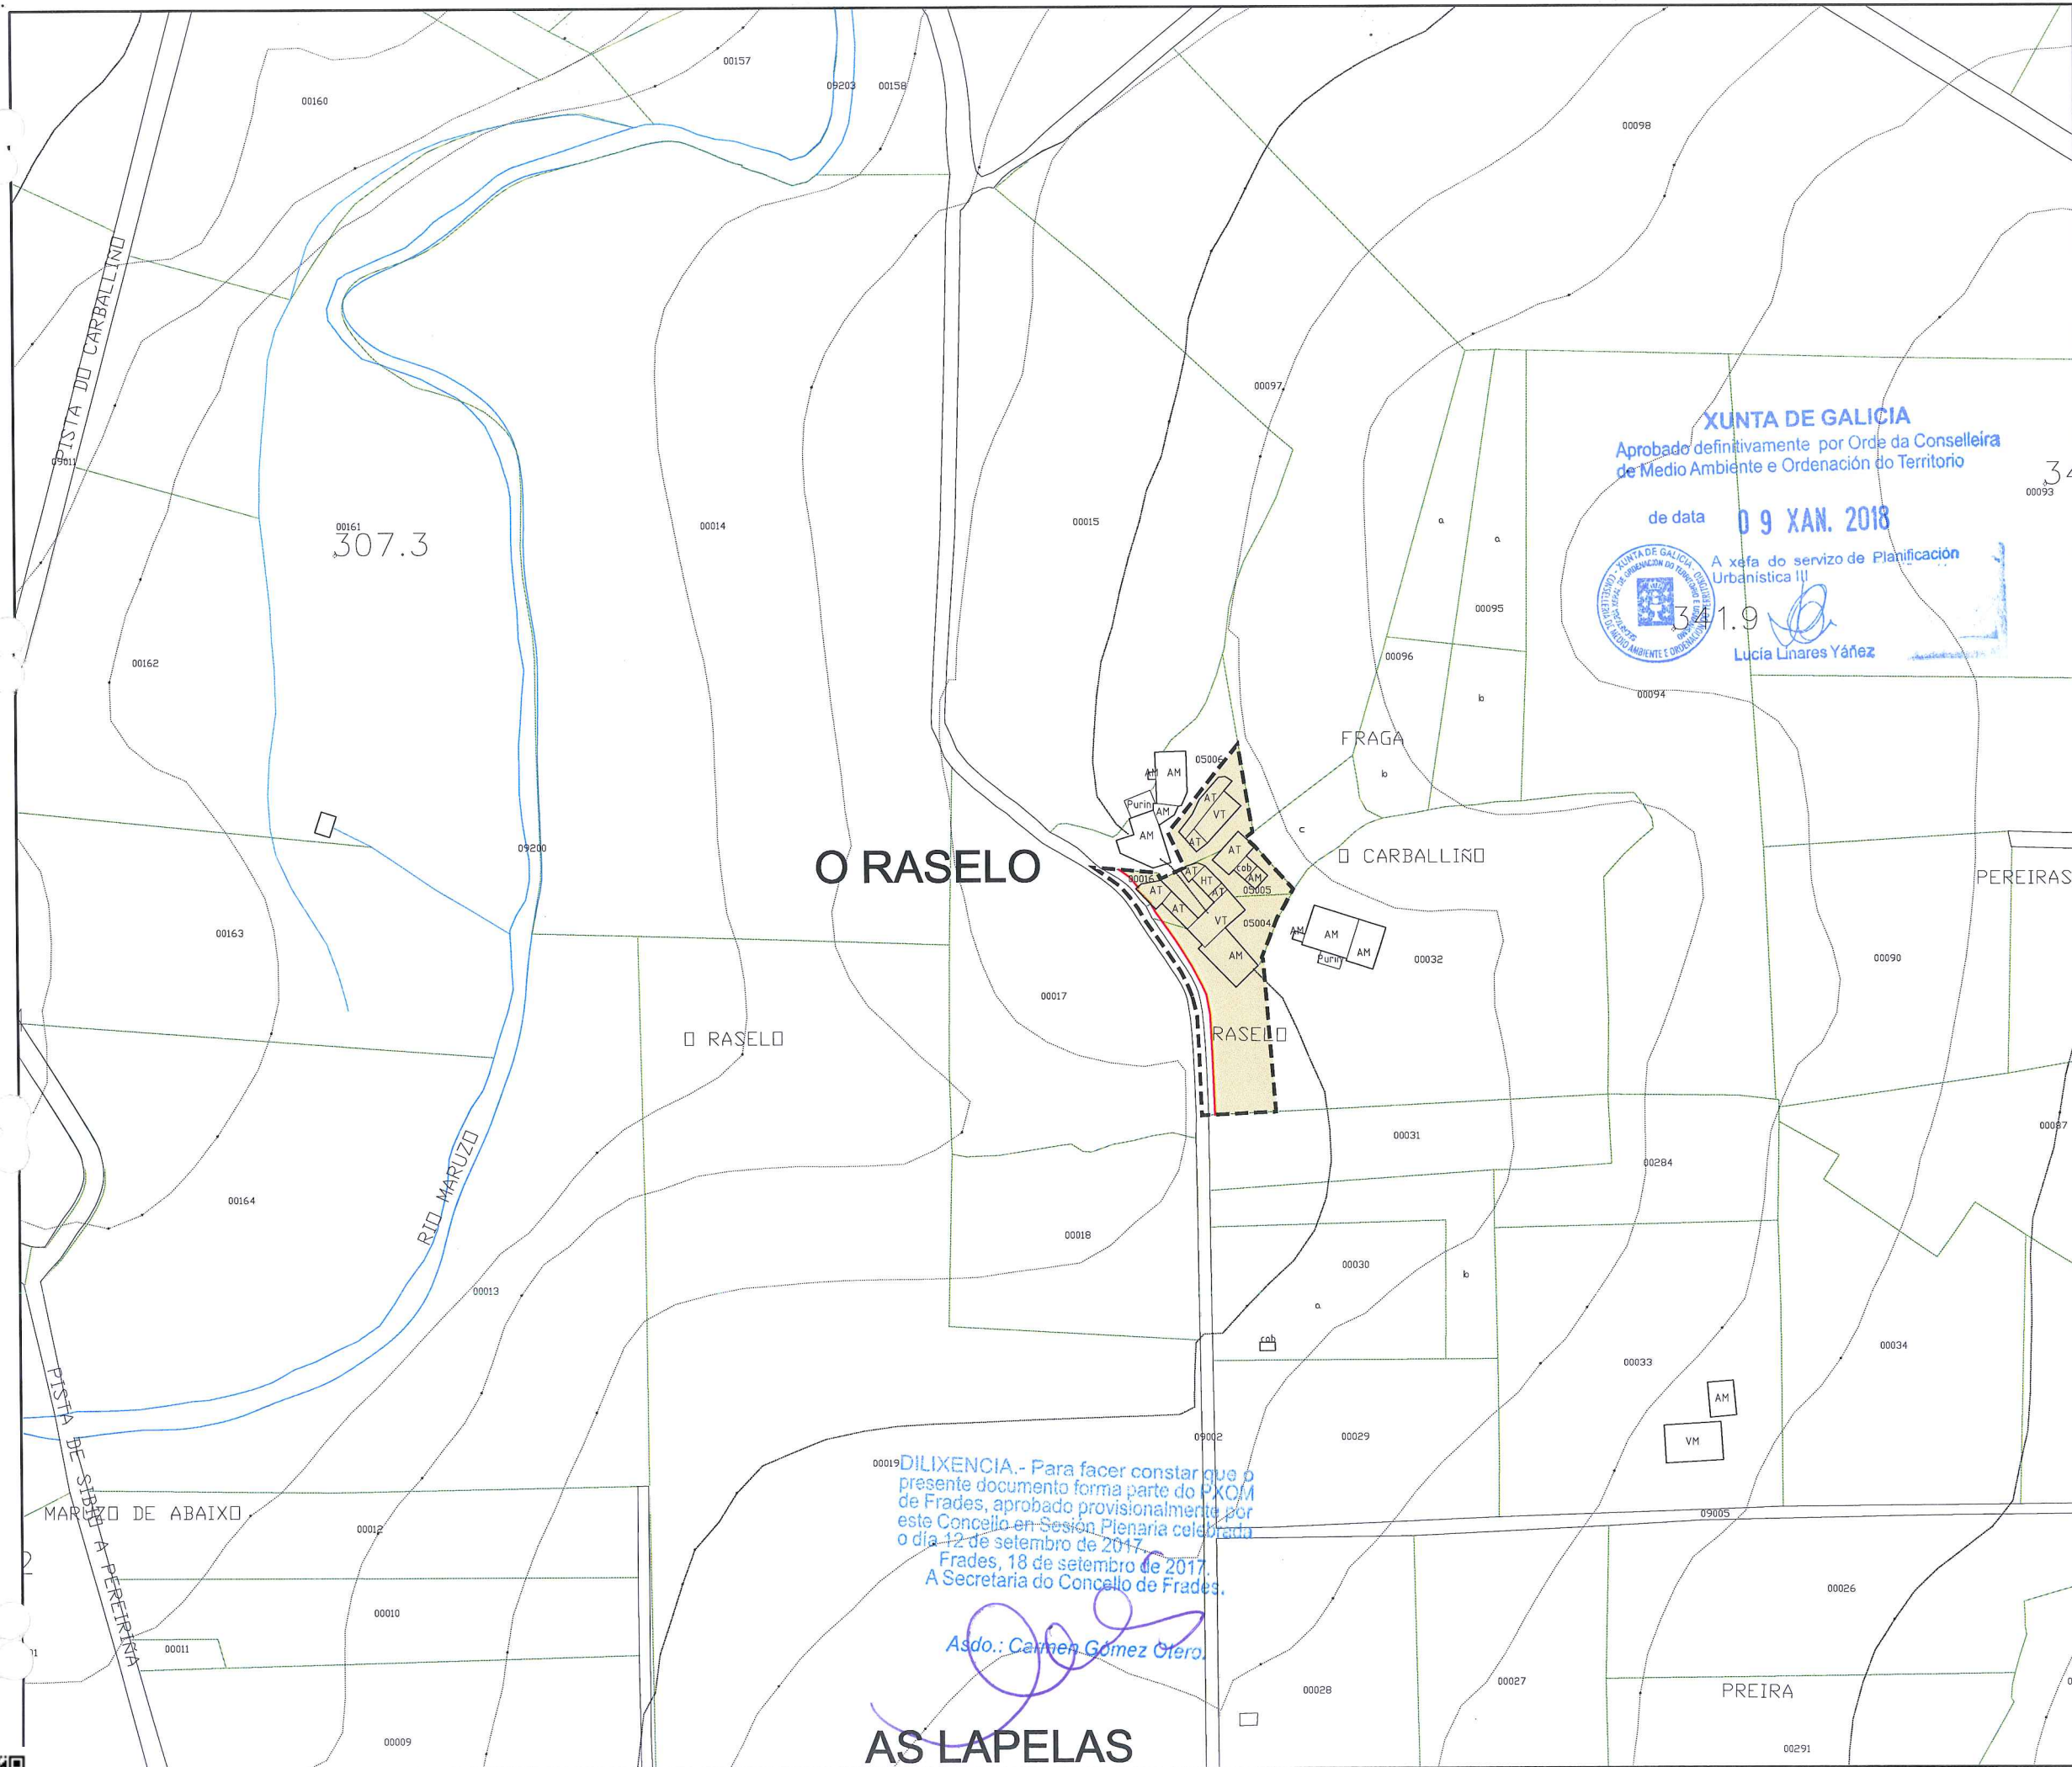 00157
09203
00158
00160
00098
PISTA DO CARBALLIÑO
09011
00097
XUNTA DE GALICIA
Aprobado definitivamente por Orde da Conselleira
de Medio Ambiente e Ordenación do Territorio
de data 09 XAN. 2018
A xefa do servizo de Planificación
Urbanística III
Lucía Linares Yáñez
341.9
00093
00161
307.3
00014
00015
a
a
00095
00096
b
00094
00162
FRAGA
b
05006
AM
AM
Purin
AM
AM
AT
VT
AT
AT
cob
AM
c
O CARBALLIÑO
PEREIRAS
09200
O RASELO
00016
AT
AT
HT
AT
05005
AT
VT
05004
AM
AM
AM
AM
Purin
00032
00090
00163
00017
O RASELO
RASELO
00031
00284
00087
00164
RIO MARUZO
00018
00030
a
b
cob
00013
00033
00034
AM
VM
PISTA DE SIBIO A PEREIRIÑA
09002
00029
00019
DILIXENCIA.- Para facer constar que o
presente documento forma parte do PXOM
de Frades, aprobado provisionalmente por
este Concello en Sesión Plenaria celebrada
o día 12 de setembro de 2017.
Frades, 18 de setembro de 2017.
A Secretaria do Concello de Frades.
Asdo.: Carmen Gómez Otero.
MARUZO DE ABAIXO
00012
09005
00026
00010
00011
00028
00027
PREIRA
00009
AS LAPELAS
00291